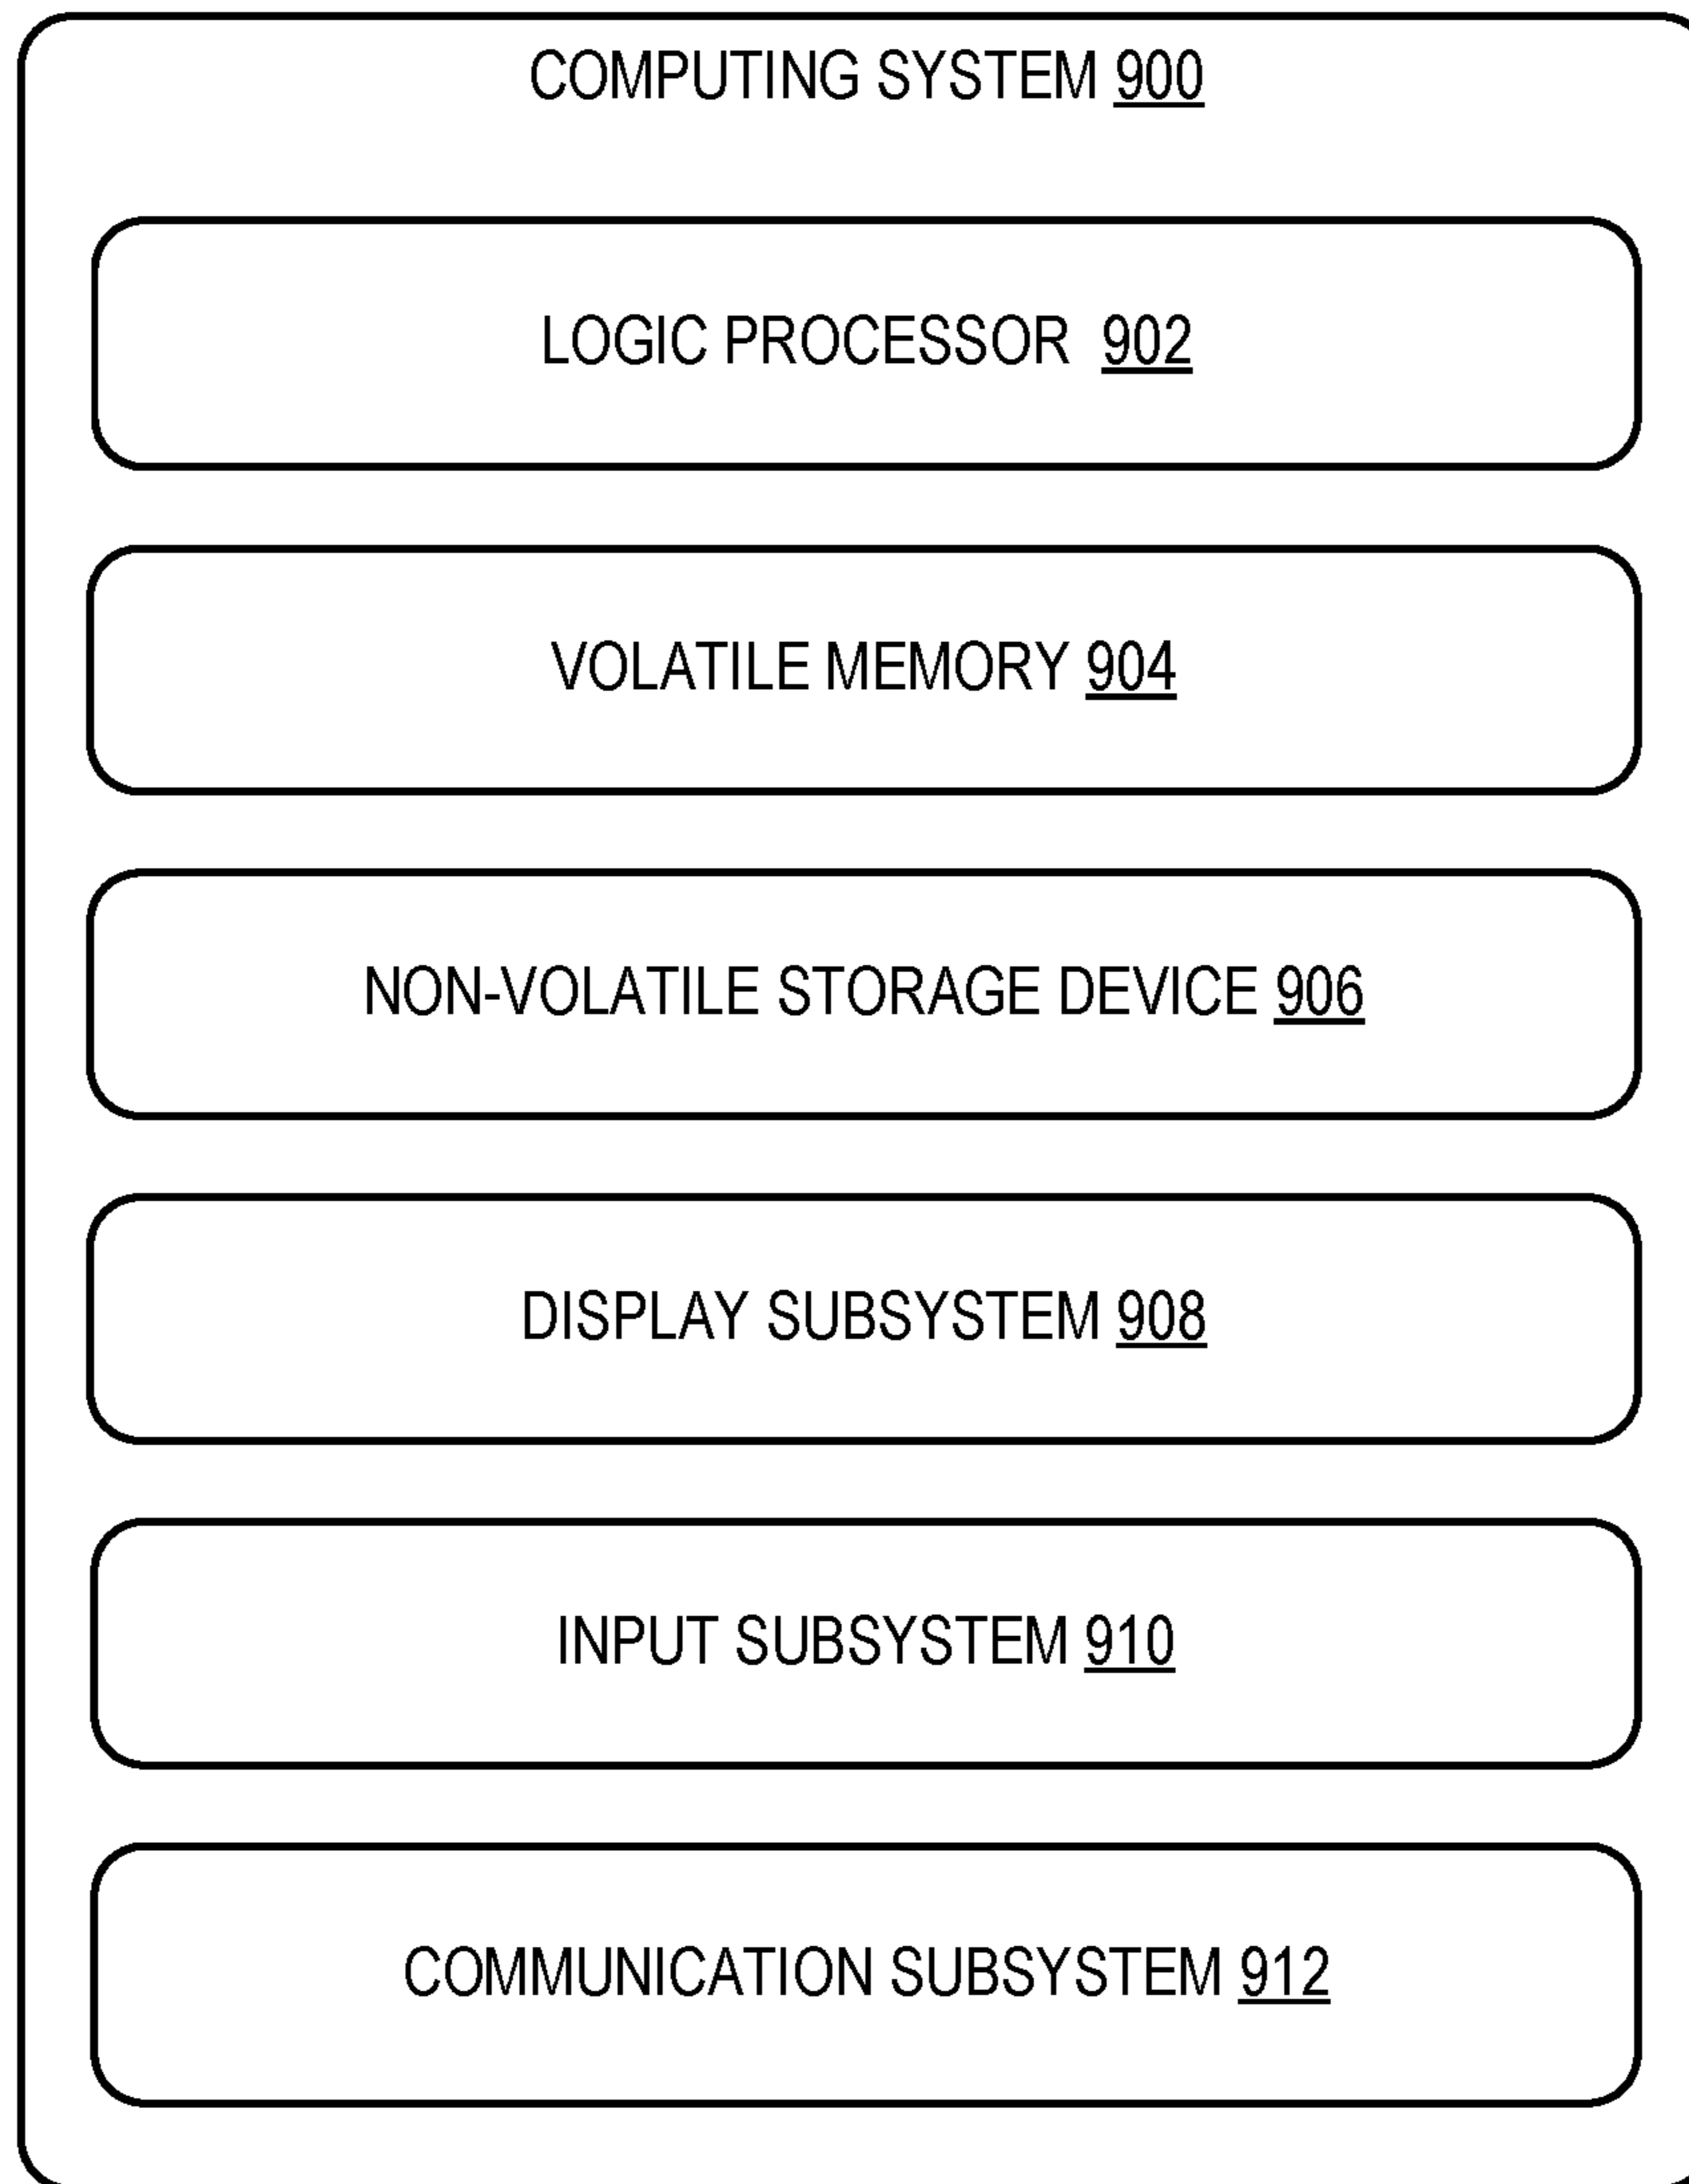 COMPUTING SYSTEM 900
LOGIC PROCESSOR 902
VOLATILE MEMORY 904
NON-VOLATILE STORAGE DEVICE 906
DISPLAY SUBSYSTEM 908
INPUT SUBSYSTEM 910
COMMUNICATION SUBSYSTEM 912